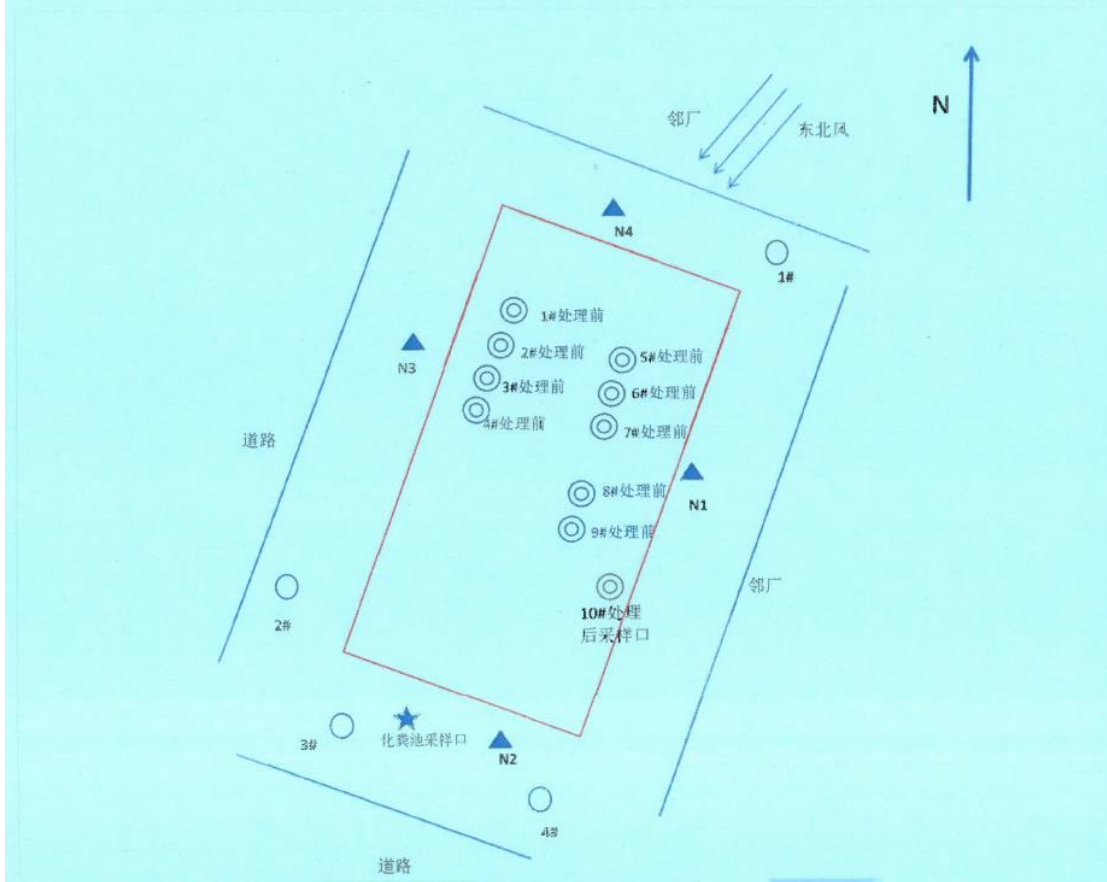 N
邻厂
东北风
N4
1#
1#处理前
2#处理前
5#处理前
N3
3#处理前
6#处理前
4#处理前
7#处理前
道路
8#处理前
N1
9#处理前
邻厂
10#处理
后采样口
2#
3#
化粪池采样口
N2
4#
道路